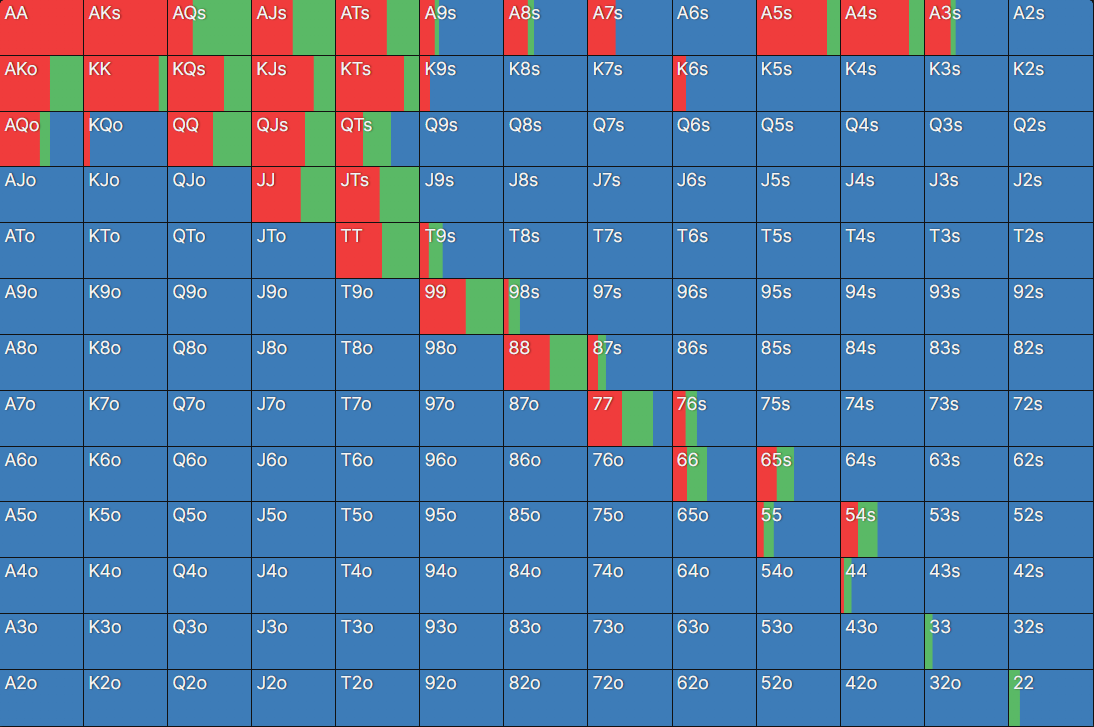 AA AKs AQs AJs ATs A9s A8s A7s A6s A5s A4s A3s A2s
AKo KK KQs KJs KTs K9s K8s K7s K6s K5s K4s K3s K2s
AQo KQo QQ QJs QTs Q9s Q8s Q7s Q6s Q5s Q4s Q3s Q2s
AJo KJo QJo JJ JTs J9s J8s J7s J6s J5s J4s J3s J2s
ATo KTo QTo JTo TT T9s T8s T7s T6s T5s T4s T3s T2s
A9o K9o Q9o J9o T9o 99 98s 97s 96s 95s 94s 93s 92s
A8o K8o Q8o J8o T8o 98o 88 87s 86s 85s 84s 83s 82s
A7o K7o Q7o J7o T7o 97o 87o 77 76s 75s 74s 73s 72s
A6o K6o Q6o J6o T6o 96o 86o 76o 66 65s 64s 63s 62s
A5o K5o Q5o J5o T5o 95o 85o 75o 65o 55 54s 53s 52s
A4o K4o Q4o J4o T4o 94o 84o 74o 64o 54o 44 43s 42s
A3o K3o Q3o J3o T3o 93o 83o 73o 63o 53o 43o 33 32s
A2o K2o Q2o J2o T2o 92o 82o 72o 62o 52o 42o 32o 22